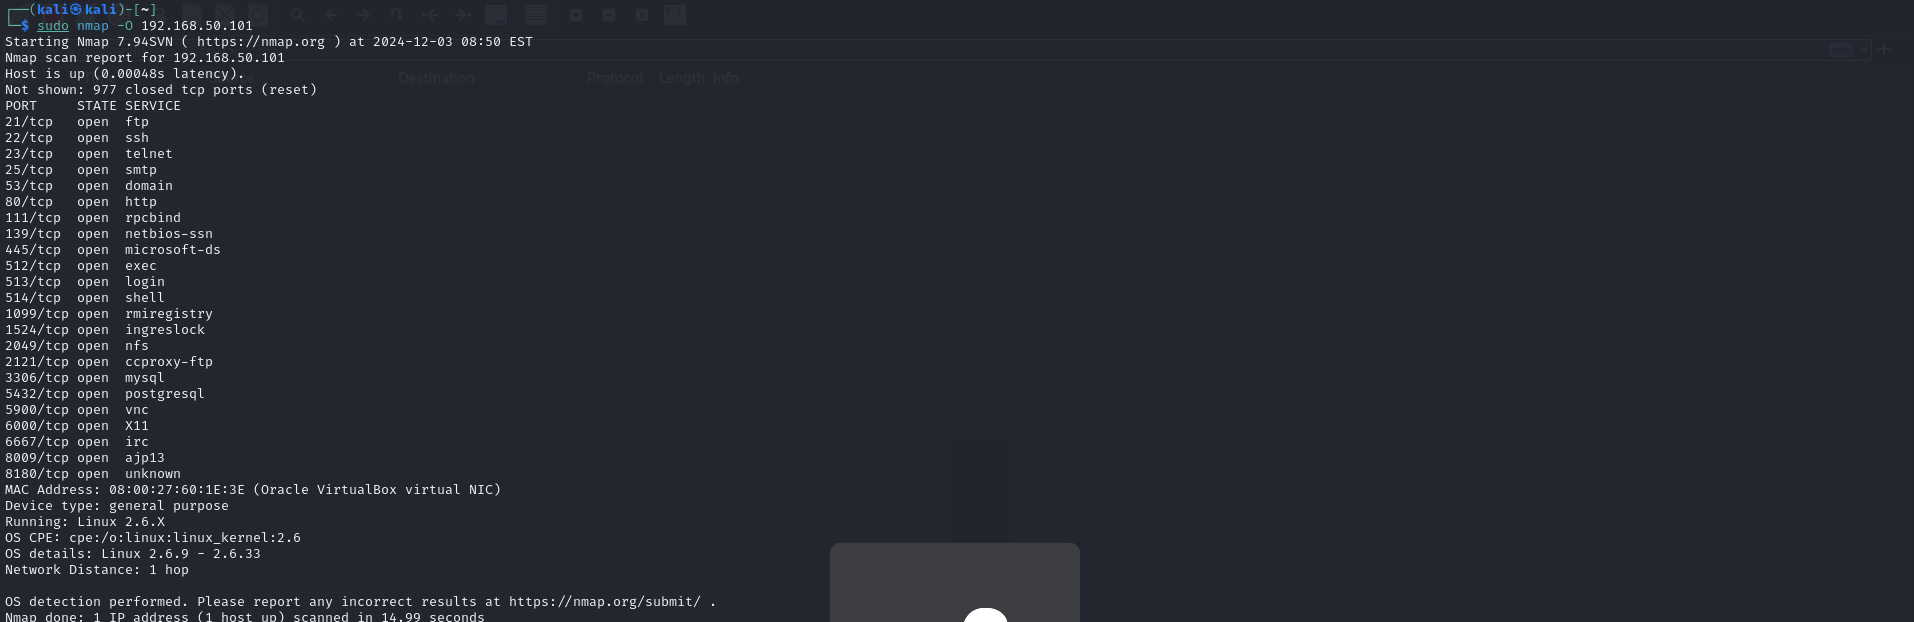 ┌──(kali㉿kali)-[~]
└─$ sudo nmap -O 192.168.50.101
Starting Nmap 7.94SVN ( https://nmap.org ) at 2024-12-03 08:50 EST
Nmap scan report for 192.168.50.101
Host is up (0.00048s latency).
Destination Protocol Length Info
Not shown: 977 closed tcp ports (reset)
PORT     STATE SERVICE
21/tcp   open  ftp
22/tcp   open  ssh
23/tcp   open  telnet
25/tcp   open  smtp
53/tcp   open  domain
80/tcp   open  http
111/tcp  open  rpcbind
139/tcp  open  netbios-ssn
445/tcp  open  microsoft-ds
512/tcp  open  exec
513/tcp  open  login
514/tcp  open  shell
1099/tcp open  rmiregistry
1524/tcp open  ingreslock
2049/tcp open  nfs
2121/tcp open  ccproxy-ftp
3306/tcp open  mysql
5432/tcp open  postgresql
5900/tcp open  vnc
6000/tcp open  X11
6667/tcp open  irc
8009/tcp open  ajp13
8180/tcp open  unknown
MAC Address: 08:00:27:60:1E:3E (Oracle VirtualBox virtual NIC)
Device type: general purpose
Running: Linux 2.6.X
OS CPE: cpe:/o:linux:linux_kernel:2.6
OS details: Linux 2.6.9 - 2.6.33
Network Distance: 1 hop
OS detection performed. Please report any incorrect results at https://nmap.org/submit/ .
Nmap done: 1 IP address (1 host up) scanned in 14.99 seconds